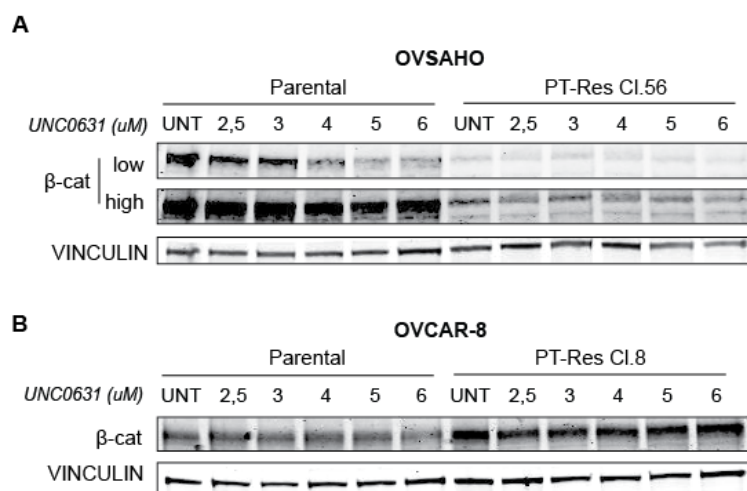 A
OVSAHO
Parental PT-Res Cl.56
UNC0631 (uM) UNT 2,5 3 4 5 6 UNT 2,5 3 4 5 6
low
β-cat
high
VINCULIN
B
OVCAR-8
Parental PT-Res Cl.8
UNC0631 (uM) UNT 2,5 3 4 5 6 UNT 2,5 3 4 5 6
β-cat
VINCULIN